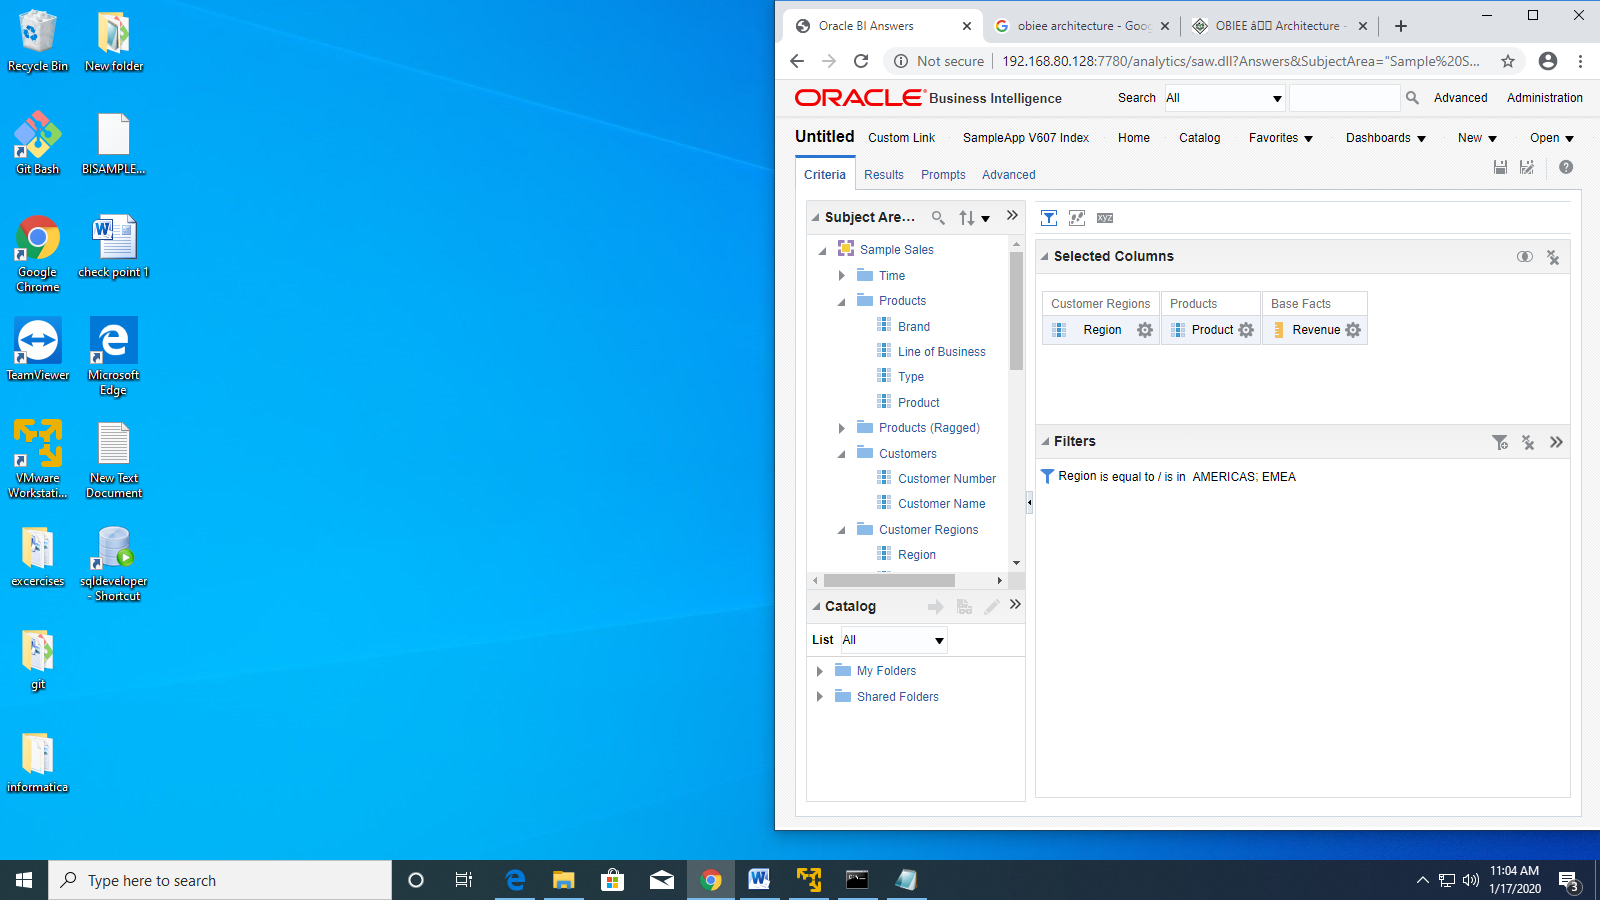 Recycle Bin
New folder
Git Bash
BISAMPLE...
Google
Chrome
check point 1
TeamViewer
Microsoft
Edge
VMware
Workstati...
New Text
Document
excercises
sqldeveloper
- Shortcut
git
informatica
Oracle BI Answers
obiee architecture - Goog
OBIEE â Architecture -
Not secure
192.168.80.128:7780/analytics/saw.dll?Answers&SubjectArea="Sample%20S...
ORACLE Business Intelligence
Search
All
Advanced
Administration
Untitled
Custom Link
SampleApp V607 Index
Home
Catalog
Favorites
Dashboards
New
Open
Criteria
Results
Prompts
Advanced
Subject Are...
Sample Sales
Time
Products
Brand
Line of Business
Type
Product
Products (Ragged)
Customers
Customer Number
Customer Name
Customer Regions
Region
Catalog
List
All
My Folders
Shared Folders
xyz
Selected Columns
Customer Regions
Products
Base Facts
Region
Product
Revenue
Filters
Region is equal to / is in AMERICAS; EMEA
Type here to search
11:04 AM
1/17/2020
3